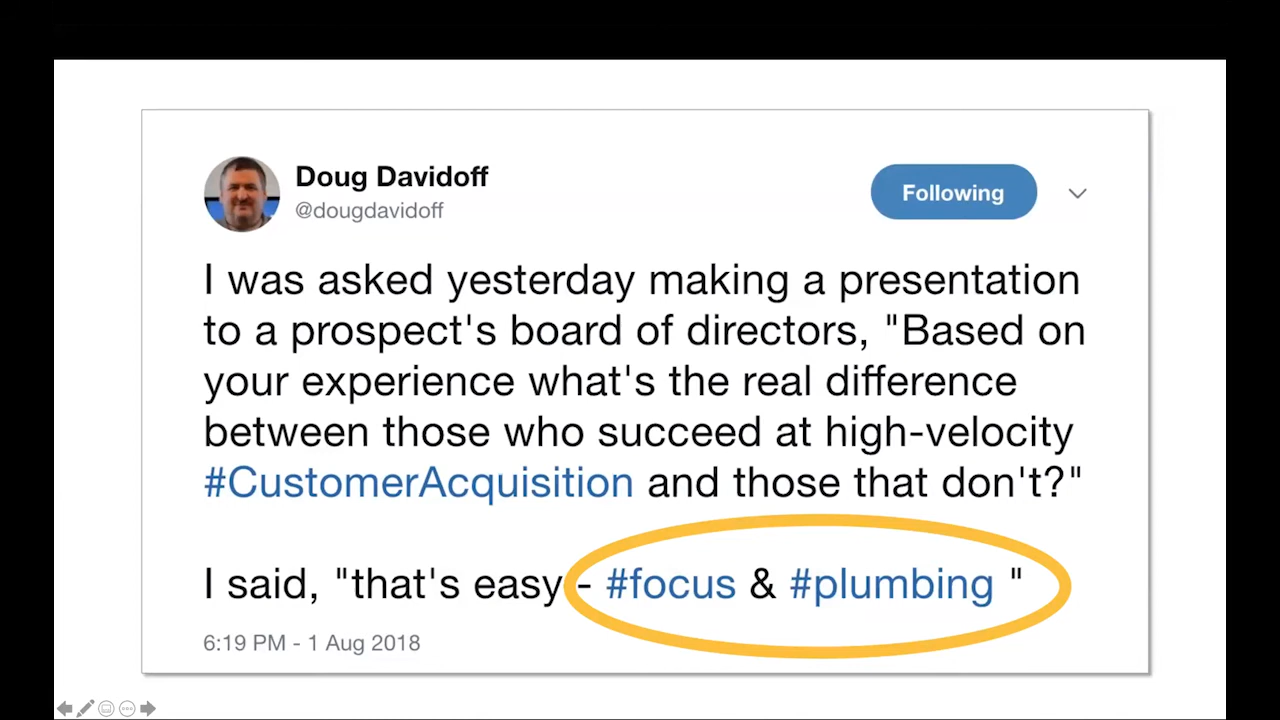 Doug Davidoff
@dougdavidoff
Following
I was asked yesterday making a presentation
to a prospect's board of directors, "Based on
your experience what's the real difference
between those who succeed at high-velocity
#CustomerAcquisition and those that don't?"
I said, "that's easy - #focus & #plumbing "
6:19 PM - 1 Aug 2018